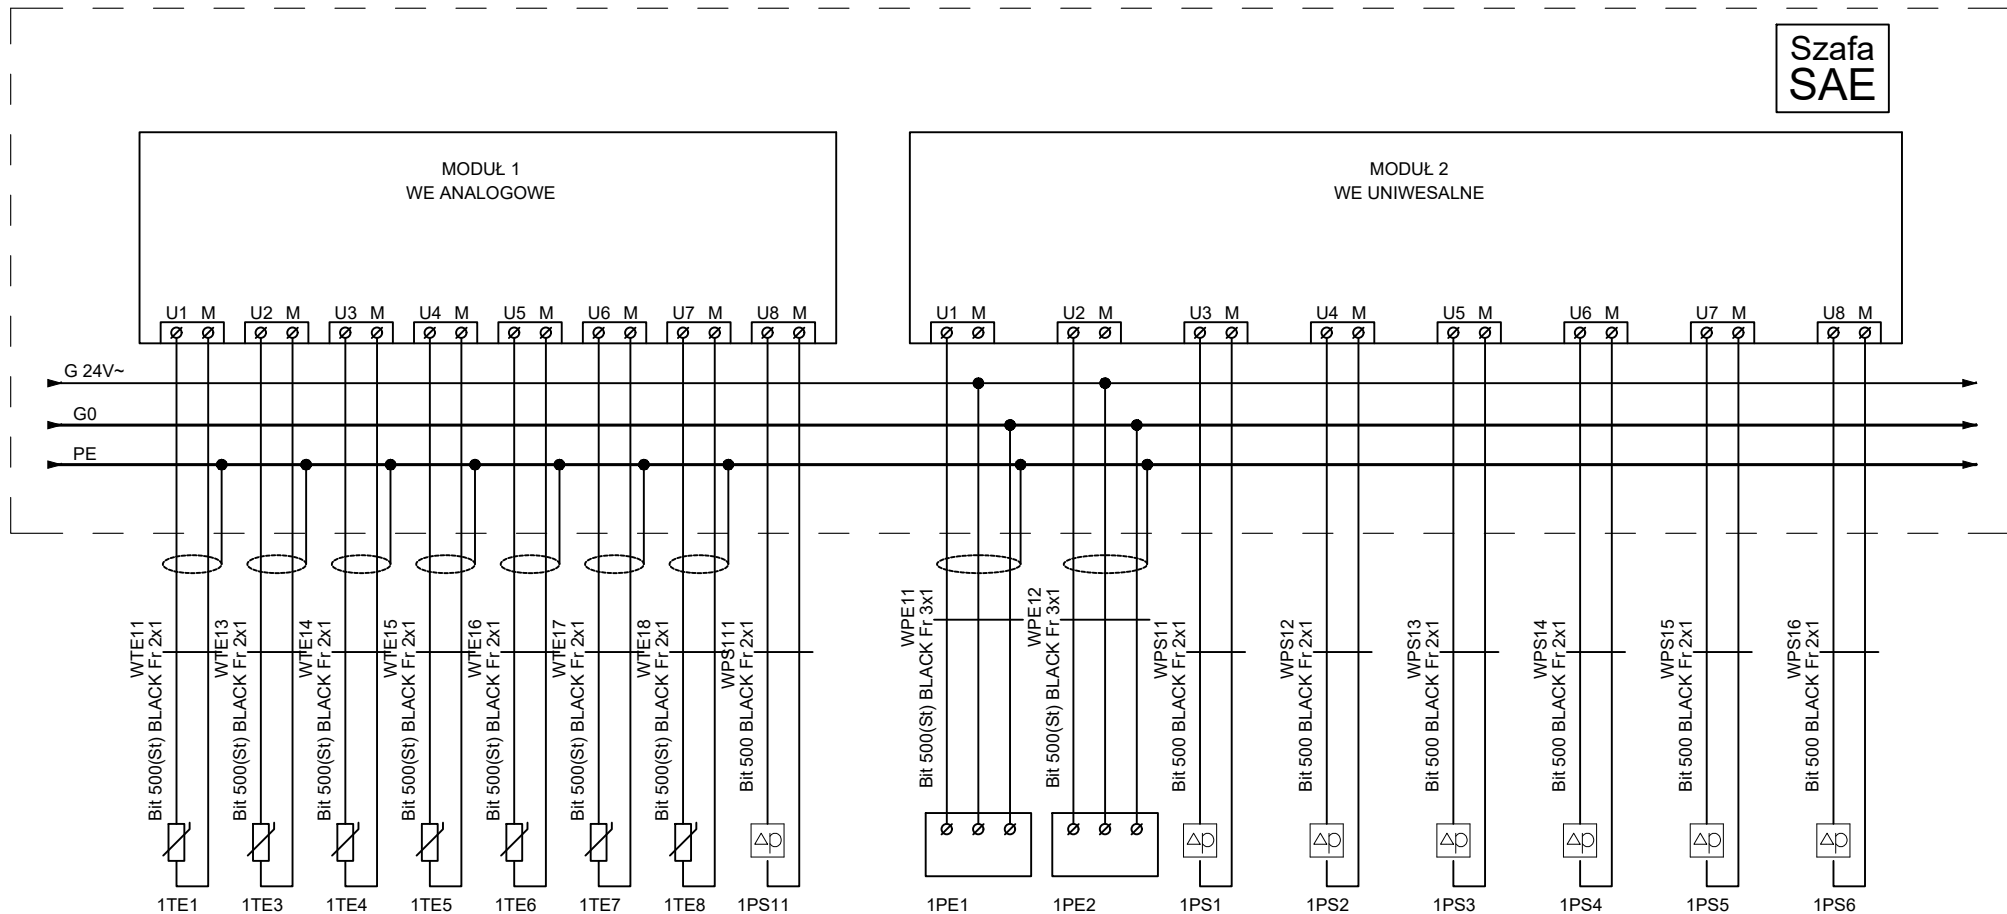 Szafa
SAE
MODUŁ 1
WE ANALOGOWE
MODUŁ 2
WE UNIWESALNE
U1 M U2 M U3 M U4 M U5 M U6 M U7 M U8 M
U1 M U2 M U3 M U4 M U5 M U6 M U7 M U8 M
G 24V~
G0
PE
WTE11
Bit 500(St) BLACK Fr 2x1
WTE13
Bit 500(St) BLACK Fr 2x1
WTE14
Bit 500(St) BLACK Fr 2x1
WTE15
Bit 500(St) BLACK Fr 2x1
WTE16
Bit 500(St) BLACK Fr 2x1
WTE17
Bit 500(St) BLACK Fr 2x1
WTE18
Bit 500(St) BLACK Fr 2x1
WPS111
Bit 500 BLACK Fr 2x1
WPE11
Bit 500(St) BLACK Fr 3x1
WPE12
Bit 500(St) BLACK Fr 3x1
WPS11
Bit 500 BLACK Fr 2x1
WPS12
Bit 500 BLACK Fr 2x1
WPS13
Bit 500 BLACK Fr 2x1
WPS14
Bit 500 BLACK Fr 2x1
WPS15
Bit 500 BLACK Fr 2x1
WPS16
Bit 500 BLACK Fr 2x1
Δp Δp Δp Δp Δp Δp Δp
1TE1 1TE3 1TE4 1TE5 1TE6 1TE7 1TE8 1PS11 1PE1 1PE2 1PS1 1PS2 1PS3 1PS4 1PS5 1PS6